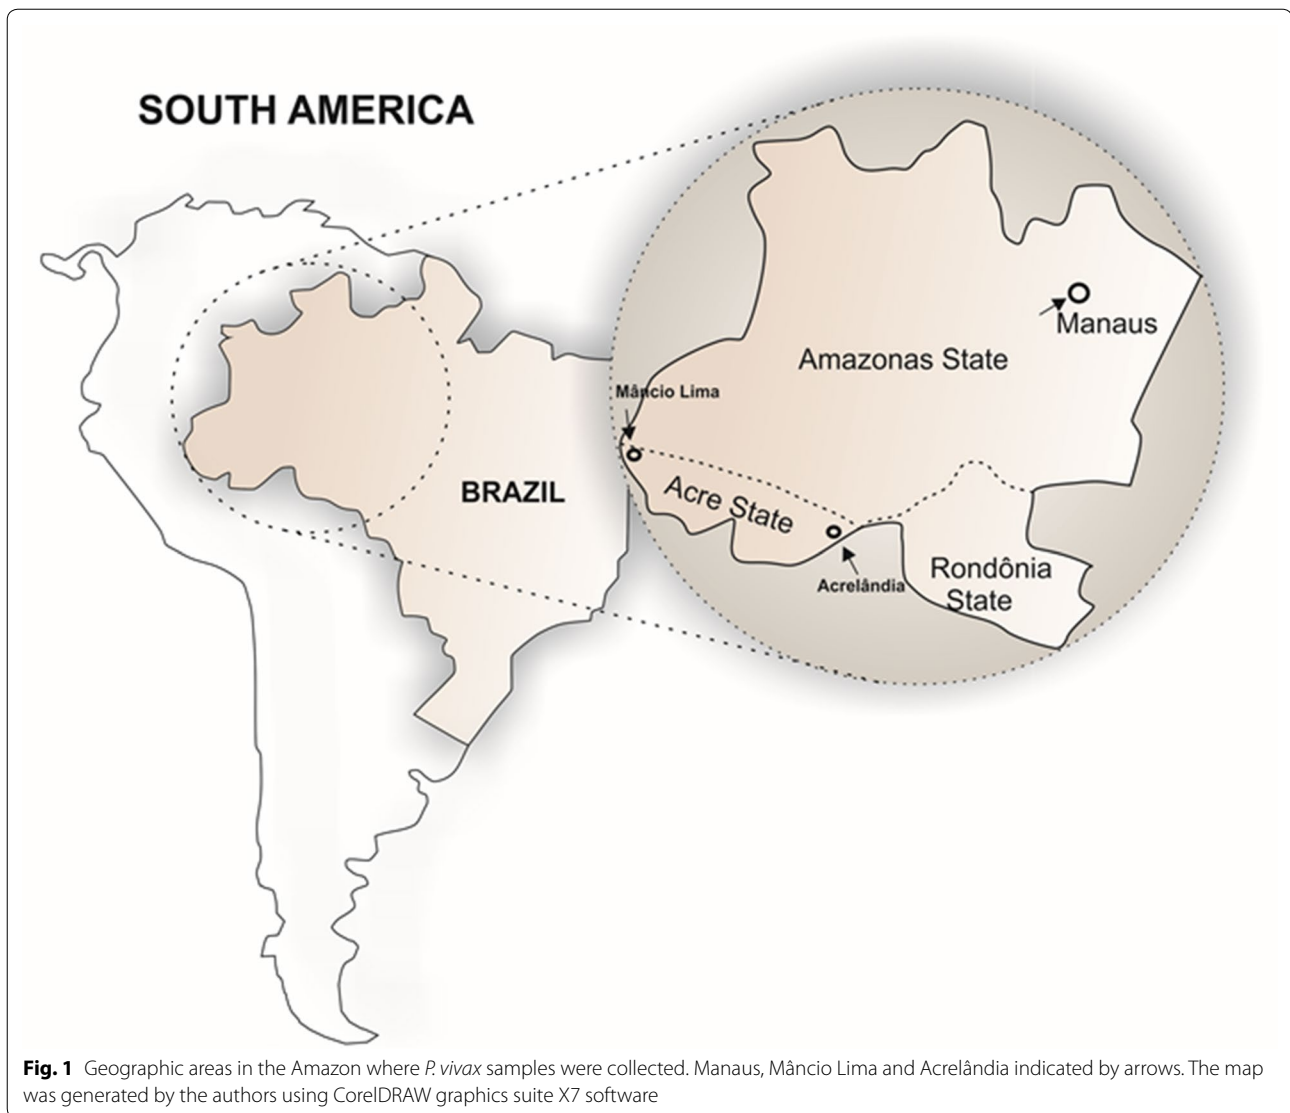 SOUTH AMERICA
Manaus
Amazonas State
Mâncio Lima
BRAZIL
Acre State
Acrelândia
Rondônia
State
Fig. 1 Geographic areas in the Amazon where P. vivax samples were collected. Manaus, Mâncio Lima and Acrelândia indicated by arrows. The map
was generated by the authors using CorelDRAW graphics suite X7 software